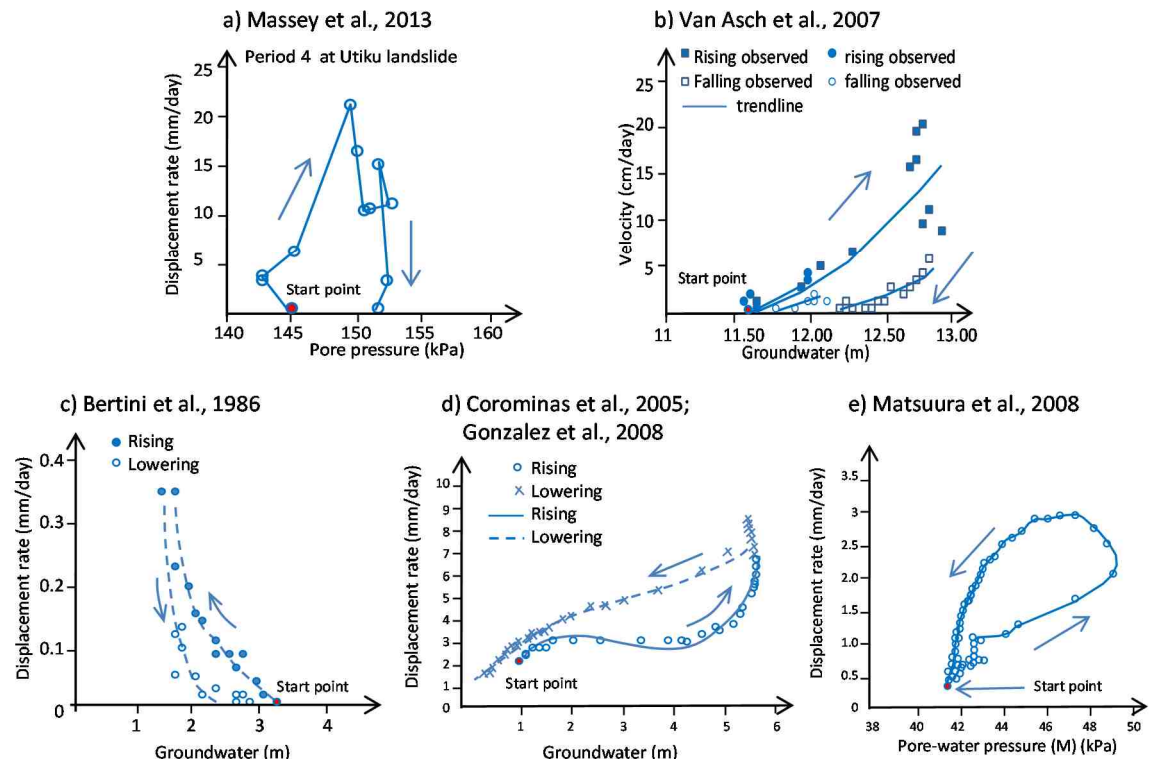 a) Massey et al., 2013
Period 4 at Utiku landslide
Displacement rate (mm/day)
25
20
15
10
5
Start point
140
145
150
155
160
Pore pressure (kPa)
b) Van Asch et al., 2007
Rising observed
rising observed
Falling observed
falling observed
trendline
Velocity (cm/day)
25
20
15
10
5
Start point
11
11.50
12.00
12.50
13.00
Groundwater (m)
c) Bertini et al., 1986
Rising
Lowering
Displacement rate (mm/day)
0.4
0.3
0.2
0.1
0
Start point
1
2
3
4
Groundwater (m)
d) Corominas et al., 2005;
Gonzalez et al., 2008
Rising
Lowering
Rising
Lowering
Displacement rate (mm/day)
10
9
8
7
6
5
4
3
2
1
Start point
1
2
3
4
5
6
Groundwater (m)
e) Matsuura et al., 2008
Displacement rate (mm/day)
3.5
3
2.5
2.0
1.5
1.0
0.5
0
Start point
38
40
42
44
46
48
50
Pore-water pressure (M) (kPa)